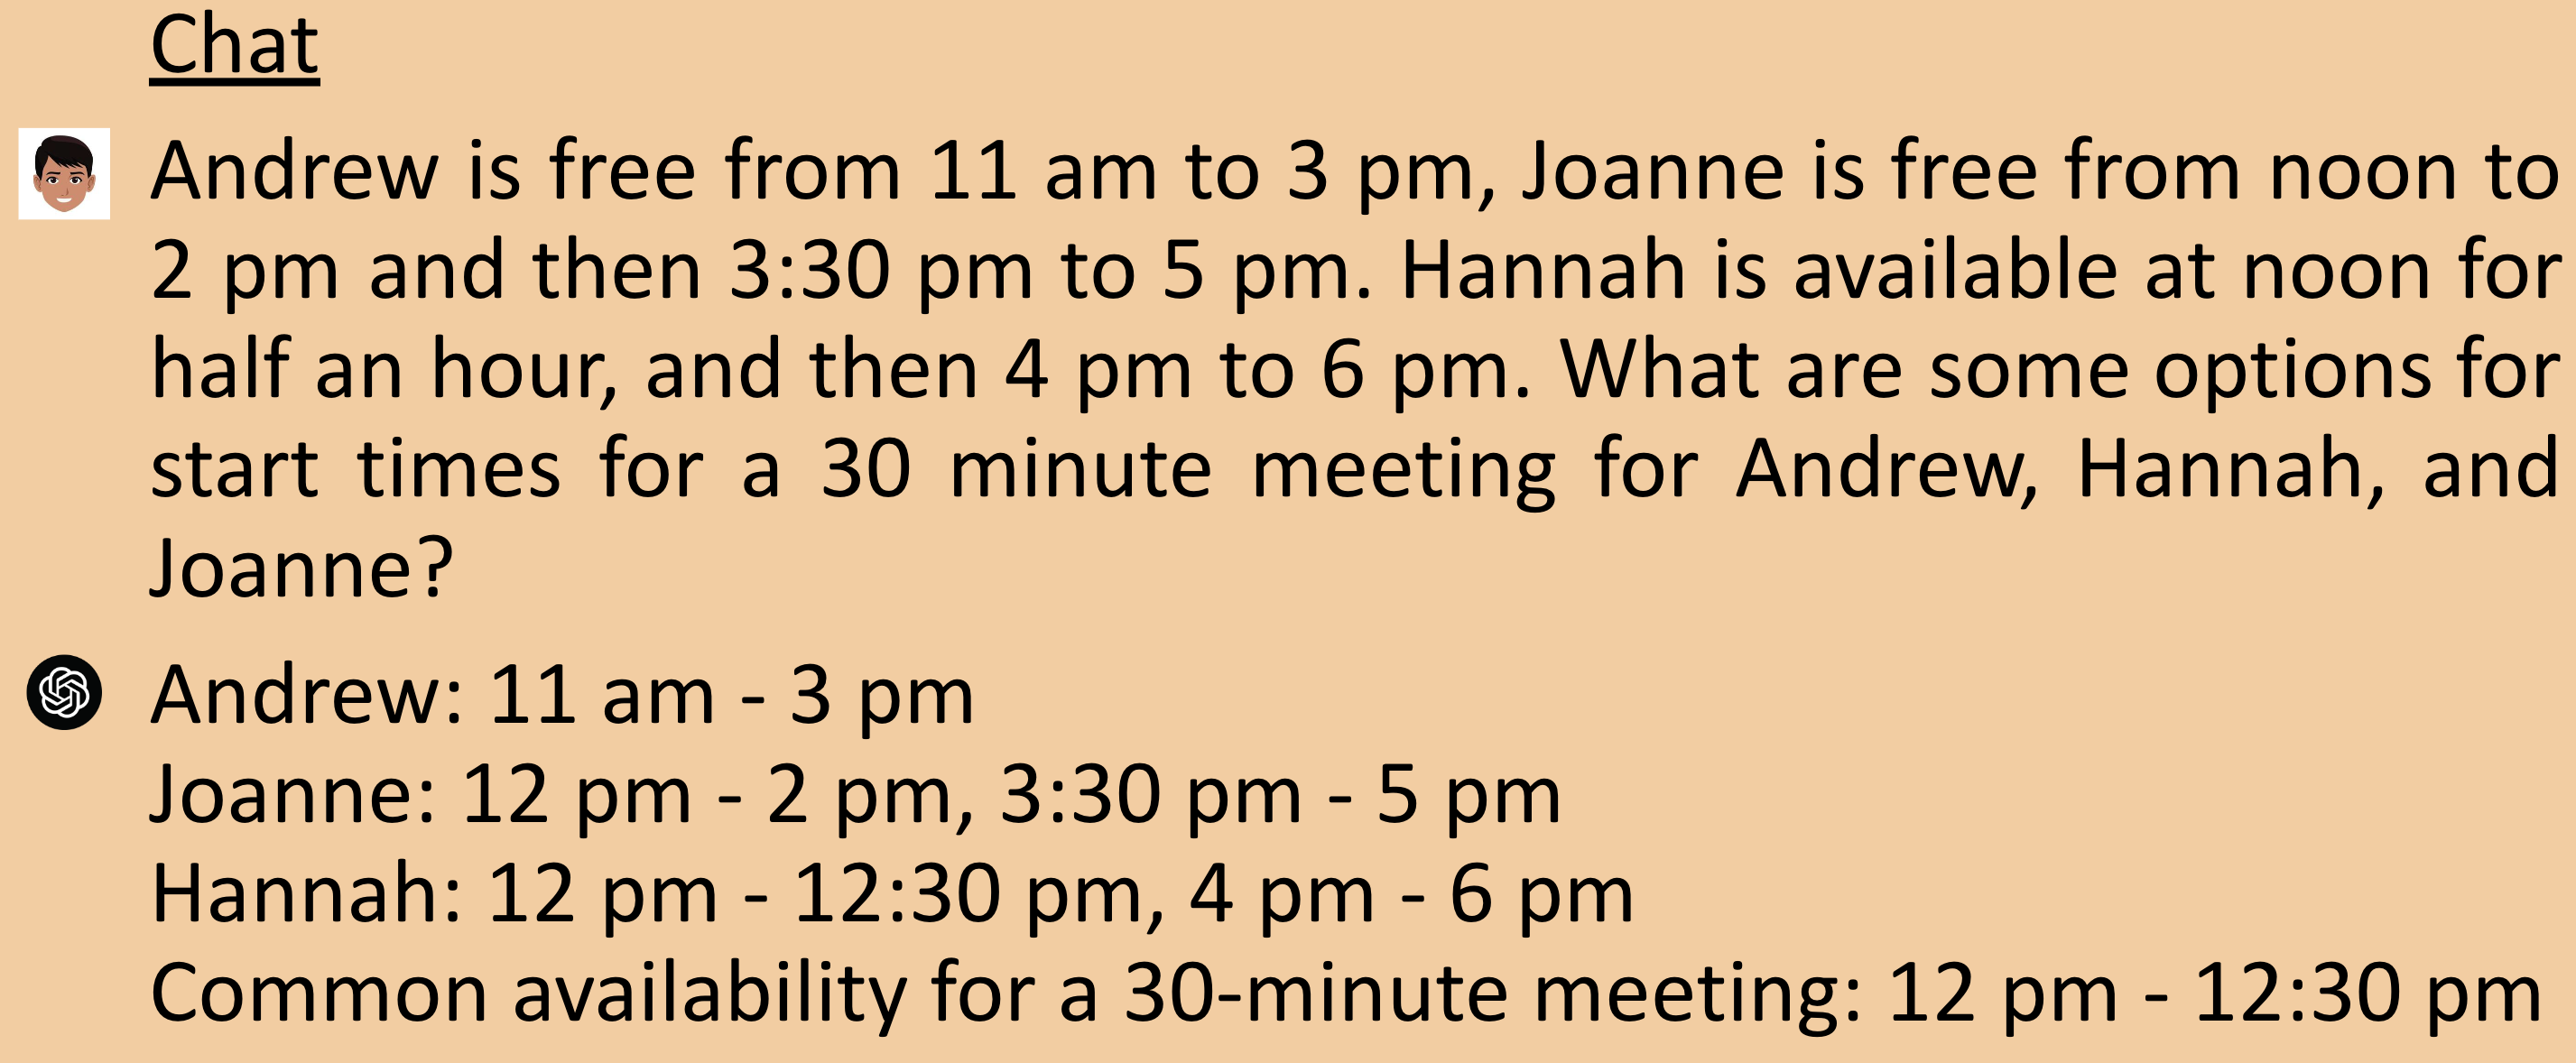 Chat
Andrew is free from 11 am to 3 pm, Joanne is free from noon to
2 pm and then 3:30 pm to 5 pm. Hannah is available at noon for
half an hour, and then 4 pm to 6 pm. What are some options for
start times for a 30 minute meeting for Andrew, Hannah, and
Joanne?
Andrew: 11 am - 3 pm
Joanne: 12 pm - 2 pm, 3:30 pm - 5 pm
Hannah: 12 pm - 12:30 pm, 4 pm - 6 pm
Common availability for a 30-minute meeting: 12 pm - 12:30 pm